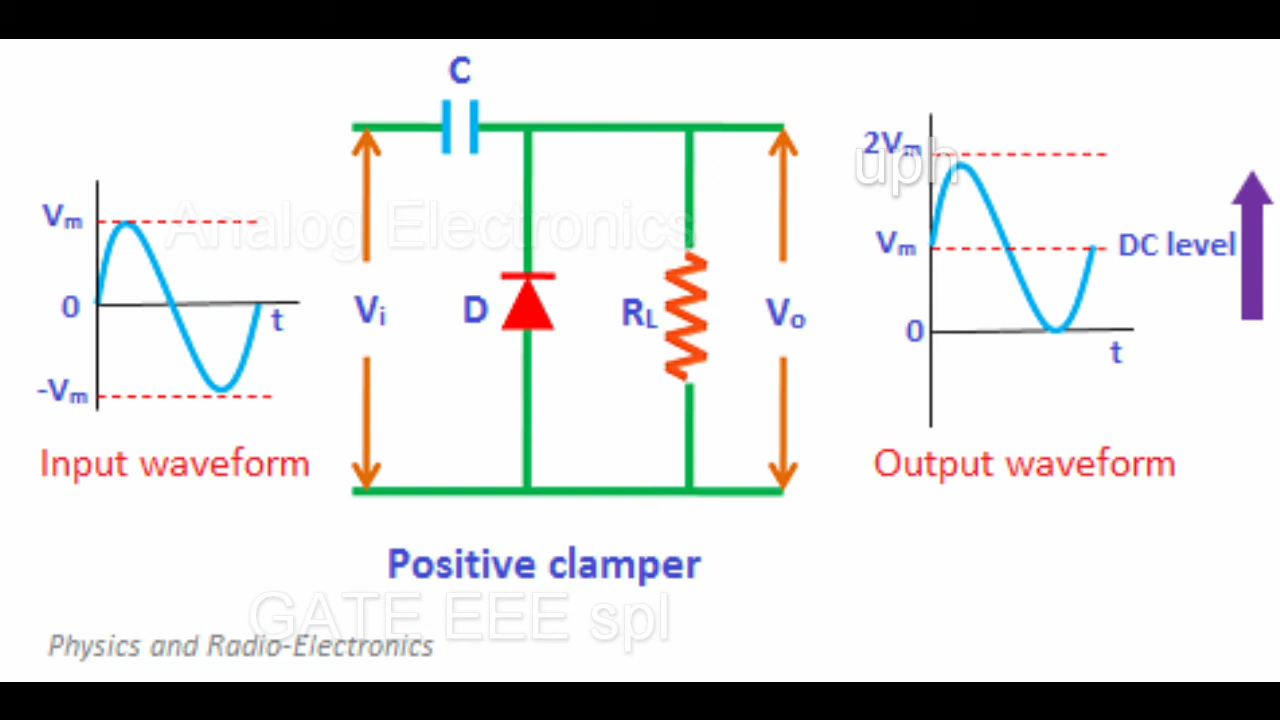 C
2Vm
uph
Vm
Analog Electronics
Vm
DC level
0
Vi
D
RL
Vo
0
t
t
-Vm
Input waveform
Output waveform
Positive clamper
GATE EEE spl
Physics and Radio-Electronics